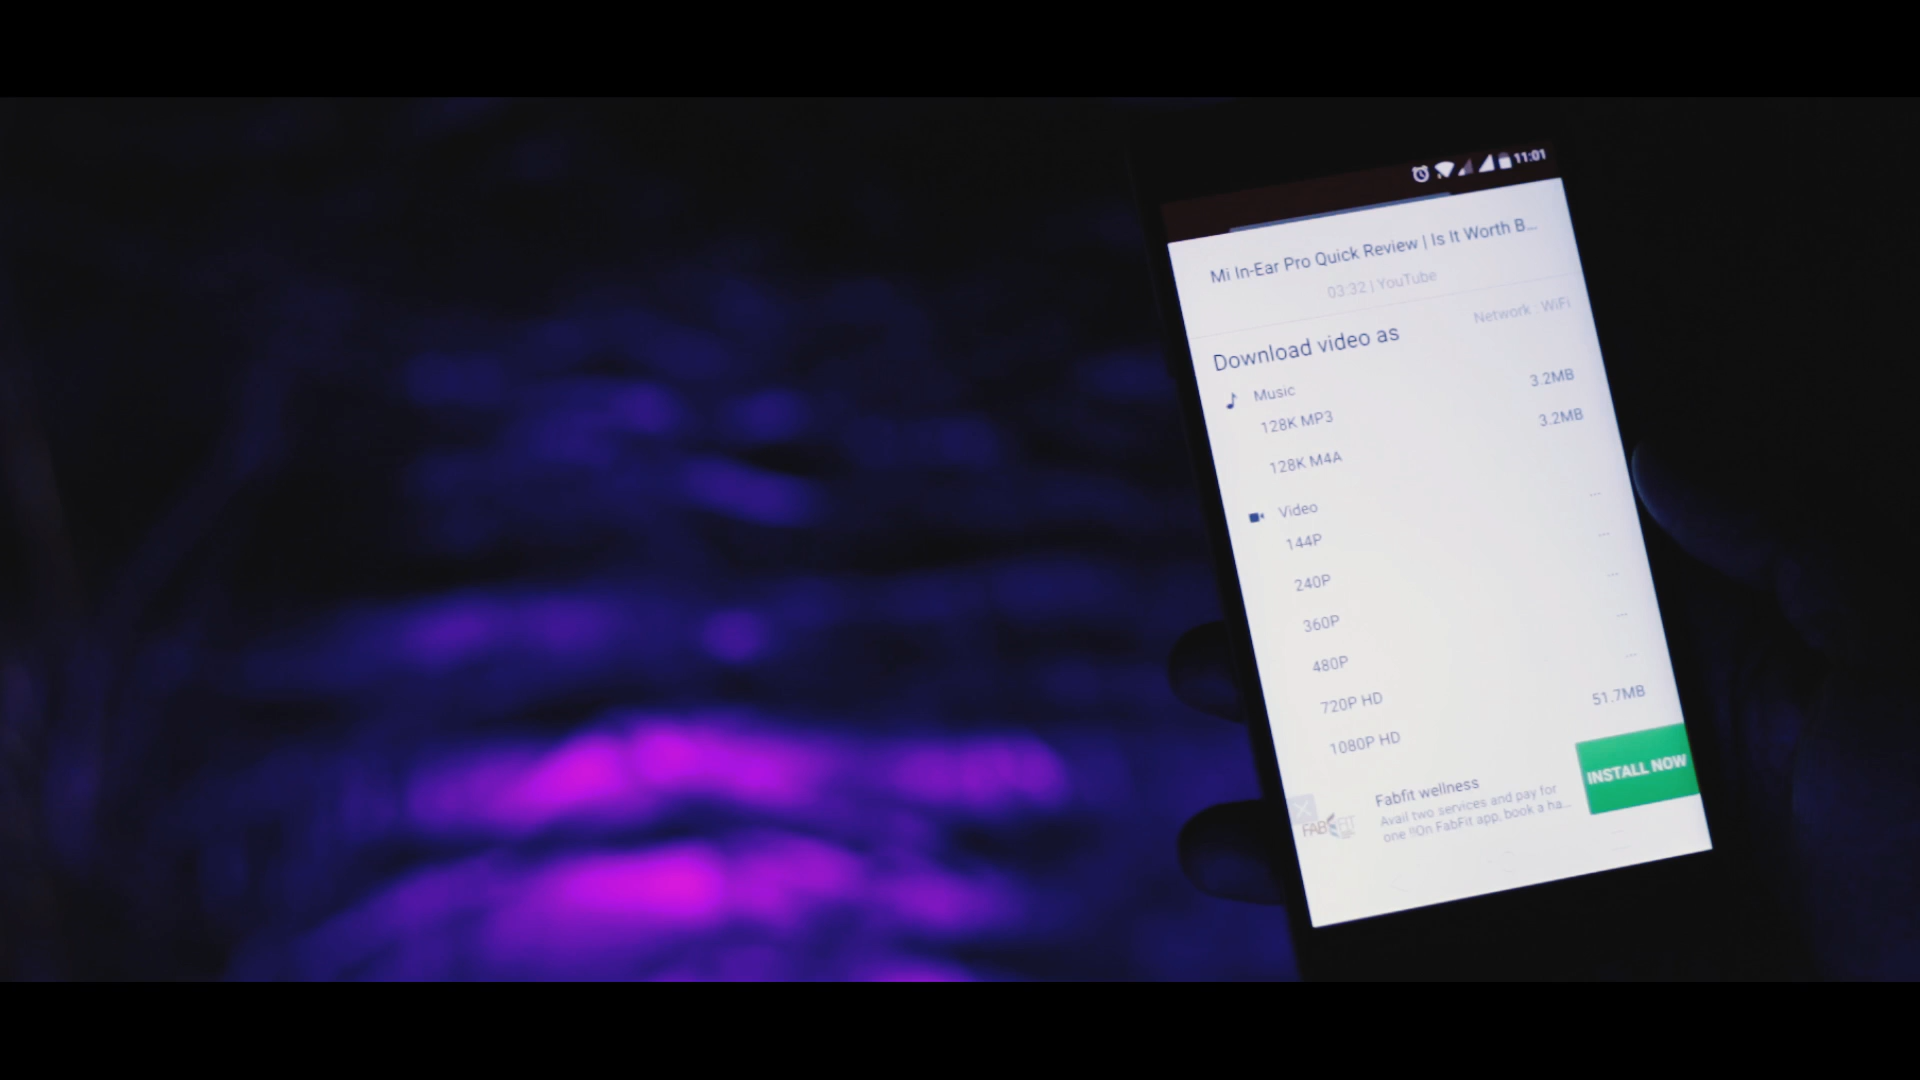 11:01
Mi In-Ear Pro Quick Review | Is It Worth B...
03:32 | YouTube
Network : WiFi
Download video as
Music
128K MP3 3.2MB
128K M4A 3.2MB
Video
144P ...
240P ...
360P ...
480P ...
720P HD ...
1080P HD 51.7MB
Fabfit wellness
Avail two services and pay for
one !!On FabFit app, book a ha...
INSTALL NOW
FABFIT